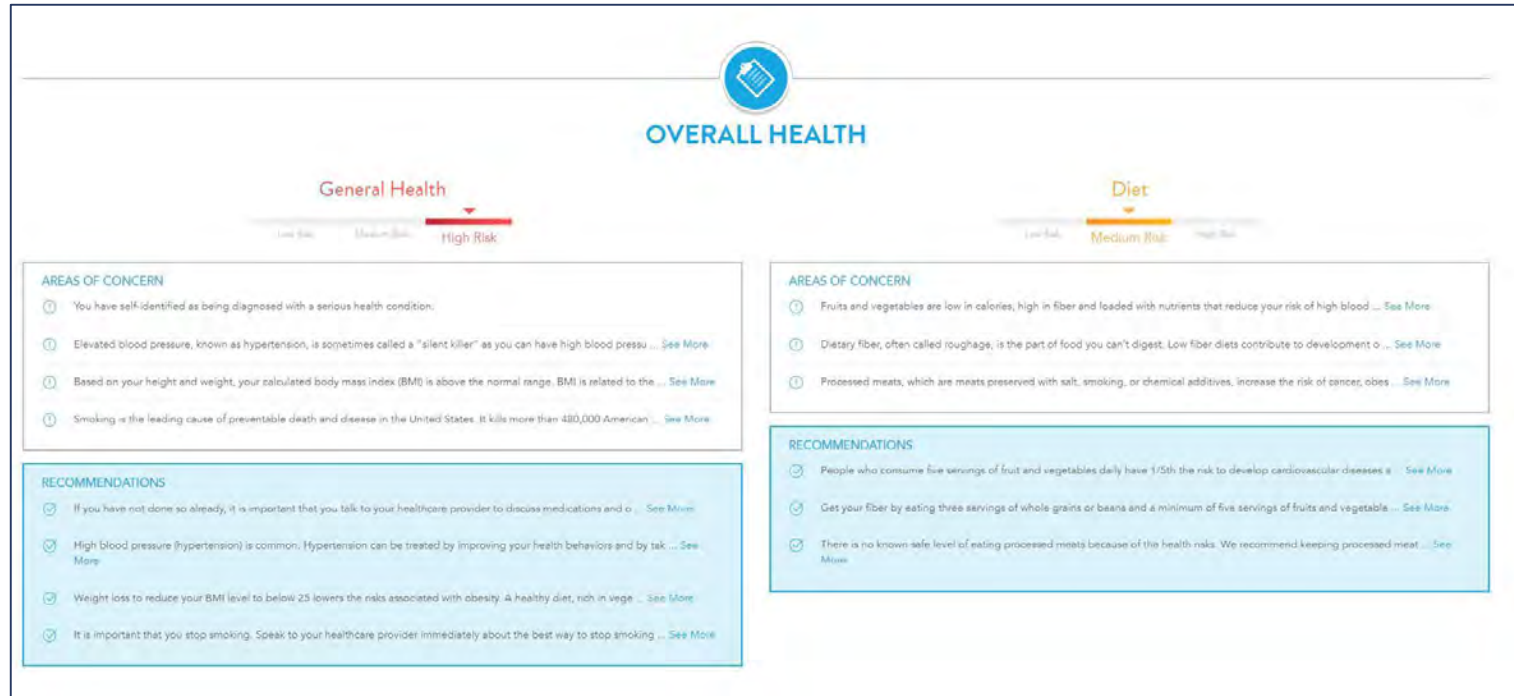 OVERALL HEALTH
General Health
Low Risk
Medium Risk
High Risk
AREAS OF CONCERN
You have self-identified as being diagnosed with a serious health condition.
Elevated blood pressure, known as hypertension, is sometimes called a "silent killer" as you can have high blood pressu ... See More
Based on your height and weight, your calculated body mass index (BMI) is above the normal range. BMI is related to the ... See More
Smoking is the leading cause of preventable death and disease in the United States. It kills more than 480,000 American ... See More
RECOMMENDATIONS
If you have not done so already, it is important that you talk to your healthcare provider to discuss medications and o ... See More
High blood pressure (hypertension) is common. Hypertension can be treated by improving your health behaviors and by tak ... See
More
Weight loss to reduce your BMI level to below 25 lowers the risks associated with obesity. A healthy diet, rich in vege ... See More
It is important that you stop smoking. Speak to your healthcare provider immediately about the best way to stop smoking ... See More
Diet
Low Risk
Medium Risk
High Risk
AREAS OF CONCERN
Fruits and vegetables are low in calories, high in fiber and loaded with nutrients that reduce your risk of high blood ... See More
Dietary fiber, often called roughage, is the part of food you can't digest. Low fiber diets contribute to development o ... See More
Processed meats, which are meats preserved with salt, smoking, or chemical additives, increase the risk of cancer, obes ... See More
RECOMMENDATIONS
People who consume five servings of fruit and vegetables daily have 1/5th the risk to develop cardiovascular diseases a ... See More
Get your fiber by eating three servings of whole grains or beans and a minimum of five servings of fruits and vegetable ... See More
There is no known safe level of eating processed meats because of the health risks. We recommend keeping processed meat ... See
More